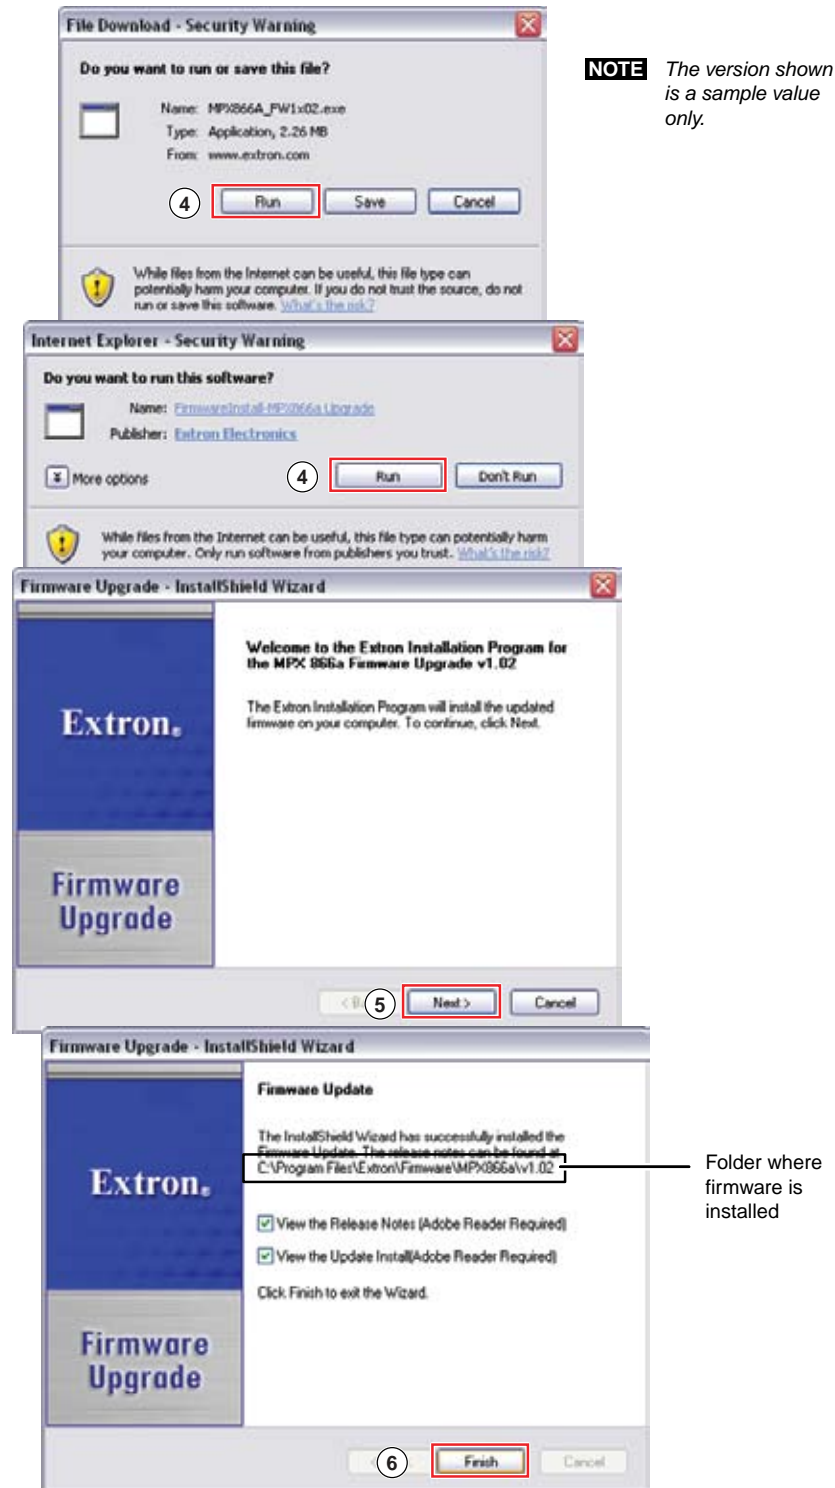 File Download - Security Warning
Do you want to run or save this file?
Name: MPX866A_FW1x02.exe
Type: Application, 2.26 MB
From: www.extron.com
4
Run
Save
Cancel
While files from the Internet can be useful, this file type can
potentially harm your computer. If you do not trust the source, do not
run or save this software. What's the risk?
NOTE The version shown
is a sample value
only.
Internet Explorer - Security Warning
Do you want to run this software?
Name: FirmwareInstall-MPX866a Upgrade
Publisher: Extron Electronics
More options
4
Run
Don't Run
While files from the Internet can be useful, this file type can potentially harm
your computer. Only run software from publishers you trust. What's the risk?
Firmware Upgrade - InstallShield Wizard
Extron®
Firmware
Upgrade
Welcome to the Extron Installation Program for
the MPX 866a Firmware Upgrade v1.02
The Extron Installation Program will install the updated
firmware on your computer. To continue, click Next.
5
Next >
Cancel
Firmware Upgrade - InstallShield Wizard
Extron®
Firmware
Upgrade
Firmware Update
The InstallShield Wizard has successfully installed the
Firmware Update. The release notes can be found at
C:\Program Files\Extron\Firmware\MPX866a\v1.02
Folder where
firmware is
installed
View the Release Notes (Adobe Reader Required)
View the Update Install(Adobe Reader Required)
Click Finish to exit the Wizard.
6
Finish
Cancel